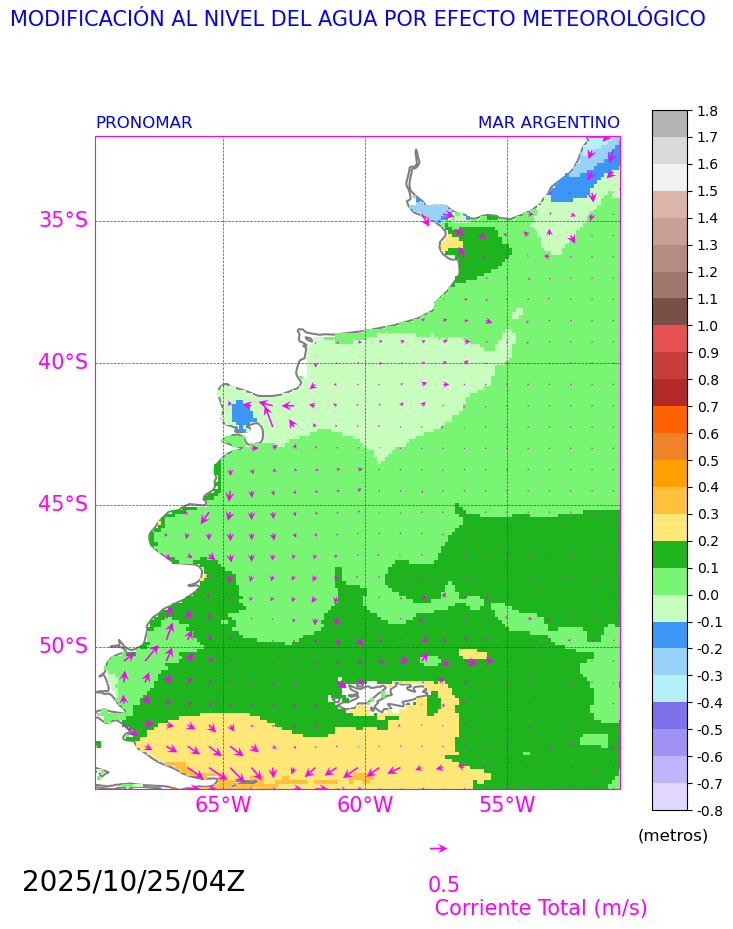 MODIFICACIÓN AL NIVEL DEL AGUA POR EFECTO METEOROLÓGICO
PRONOMAR
MAR ARGENTINO
35°S
40°S
45°S
50°S
65°W
60°W
55°W
1.8
1.7
1.6
1.5
1.4
1.3
1.2
1.1
1.0
0.9
0.8
0.7
0.6
0.5
0.4
0.3
0.2
0.1
0.0
-0.1
-0.2
-0.3
-0.4
-0.5
-0.6
-0.7
-0.8
(metros)
2025/10/25/04Z
0.5
Corriente Total (m/s)